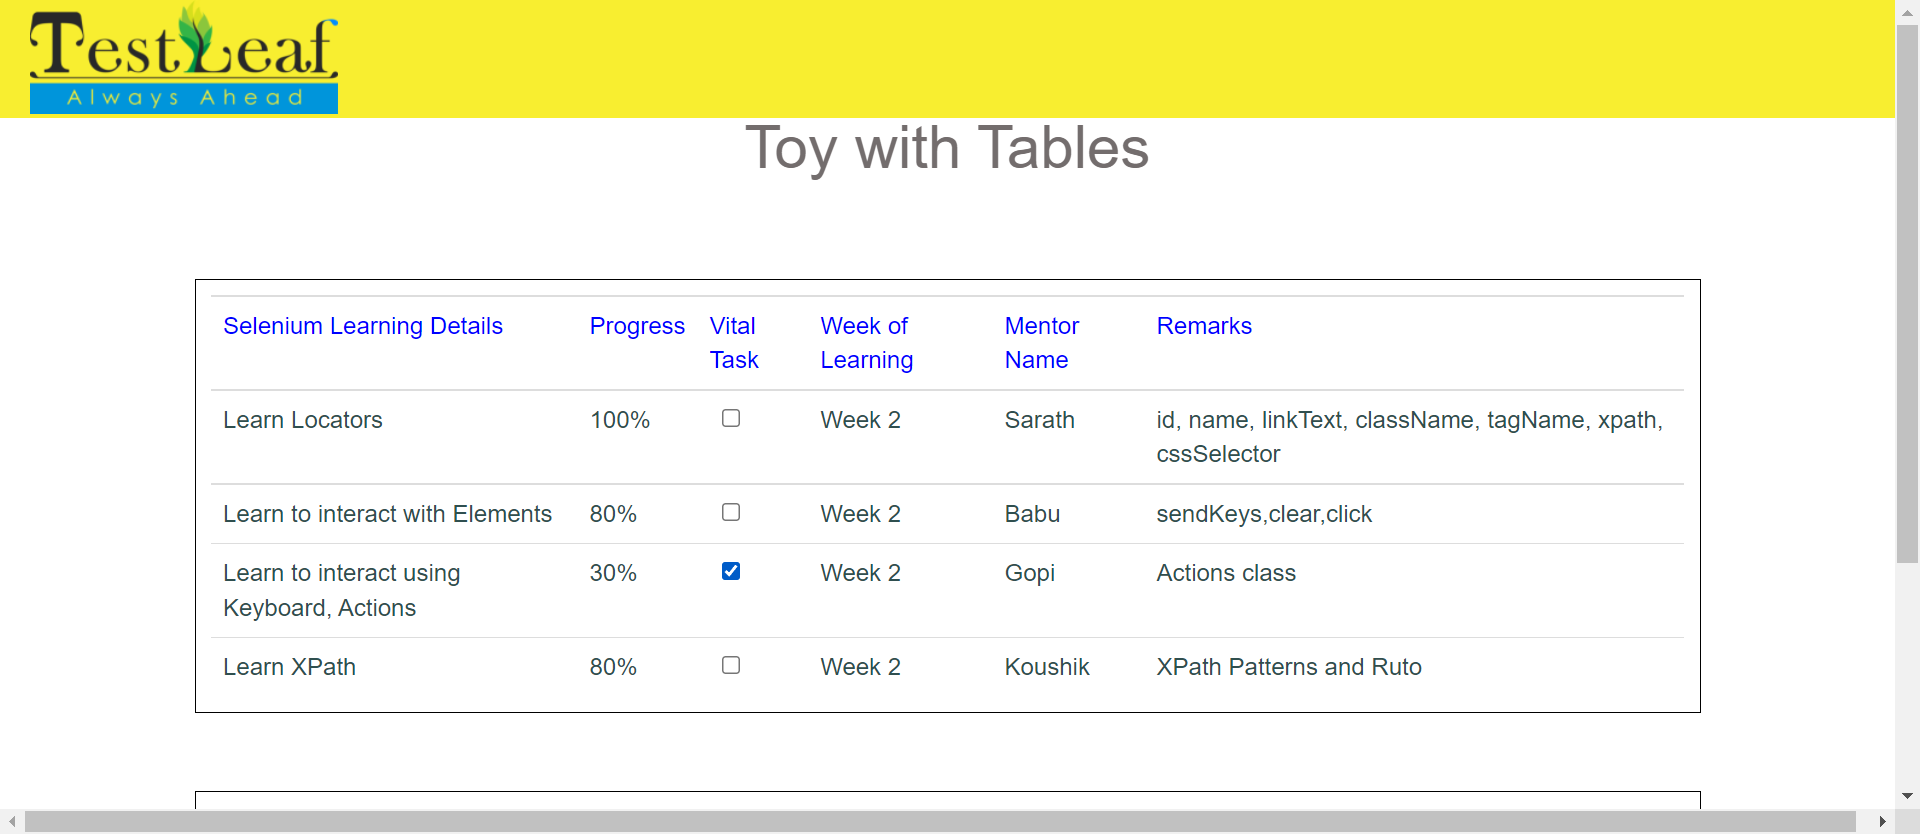 TestLeaf
Always Ahead
Toy with Tables
Selenium Learning Details Progress Vital Task Week of Learning Mentor Name Remarks
Learn Locators 100% Week 2 Sarath id, name, linkText, className, tagName, xpath,
cssSelector
Learn to interact with Elements 80% Week 2 Babu sendKeys,clear,click
Learn to interact using Keyboard, Actions 30% Week 2 Gopi Actions class
Learn XPath 80% Week 2 Koushik XPath Patterns and Ruto